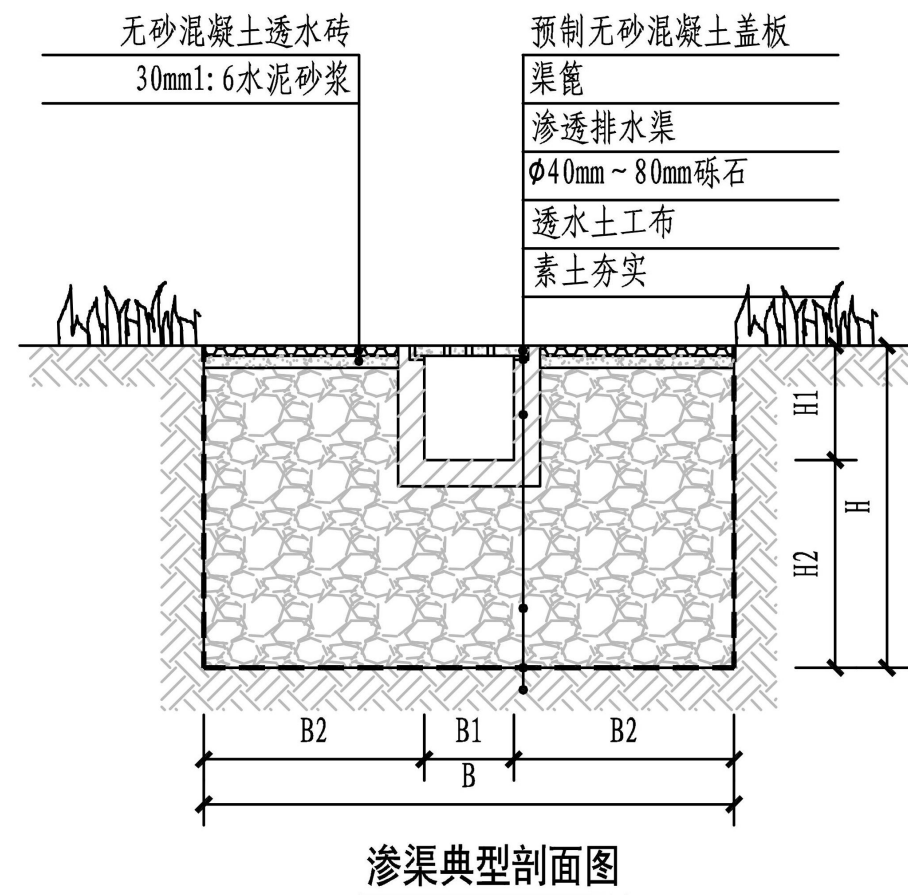 无砂混凝土透水砖
30mm1:6水泥砂浆
预制无砂混凝土盖板
渠篦
渗透排水渠
ϕ40mm~80mm砾石
透水土工布
素土夯实
H1
H
H2
B2
B1
B2
B
渗渠典型剖面图